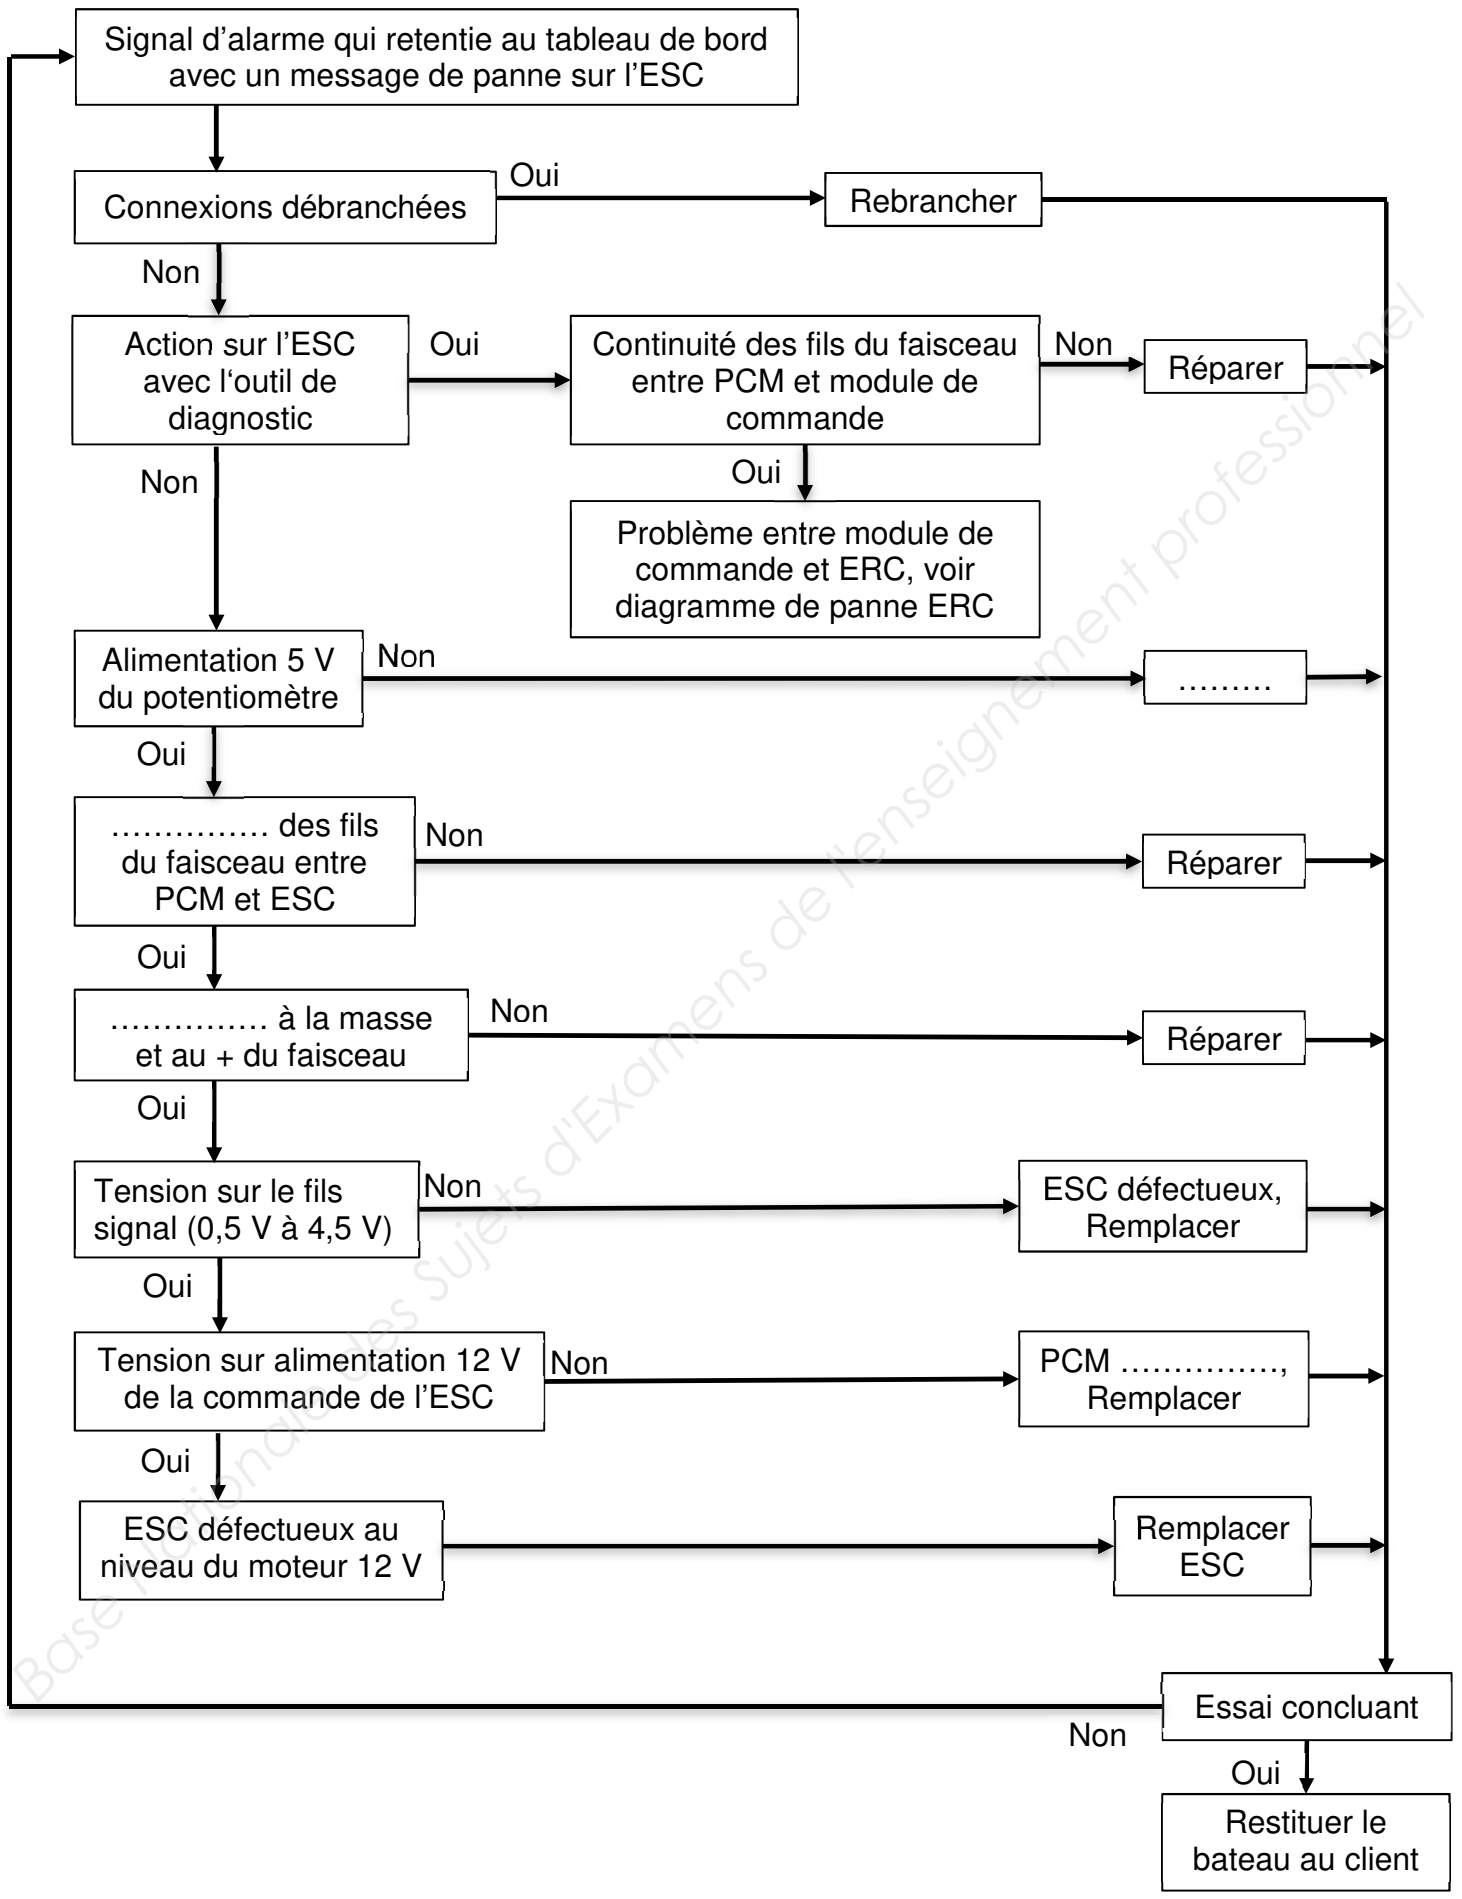 Signal d’alarme qui retentie au tableau de bord
avec un message de panne sur l’ESC
Connexions débranchées
Oui
Rebrancher
Non
Action sur l’ESC
avec l‘outil de
diagnostic
Oui
Continuité des fils du faisceau
entre PCM et module de
commande
Non
Réparer
Non
Oui
Problème entre module de
commande et ERC, voir
diagramme de panne ERC
Alimentation 5 V
du potentiomètre
Non
………
Oui
…………… des fils
du faisceau entre
PCM et ESC
Non
Réparer
Oui
…………… à la masse
et au + du faisceau
Non
Réparer
Oui
Tension sur le fils
signal (0,5 V à 4,5 V)
Non
ESC défectueux,
Remplacer
Oui
Tension sur alimentation 12 V
de la commande de l’ESC
Non
PCM ……………,
Remplacer
Oui
ESC défectueux au
niveau du moteur 12 V
Remplacer
ESC
Essai concluant
Non
Oui
Restituer le
bateau au client
Base Nationale des Sujets d'Examens de l'enseignement professionnel